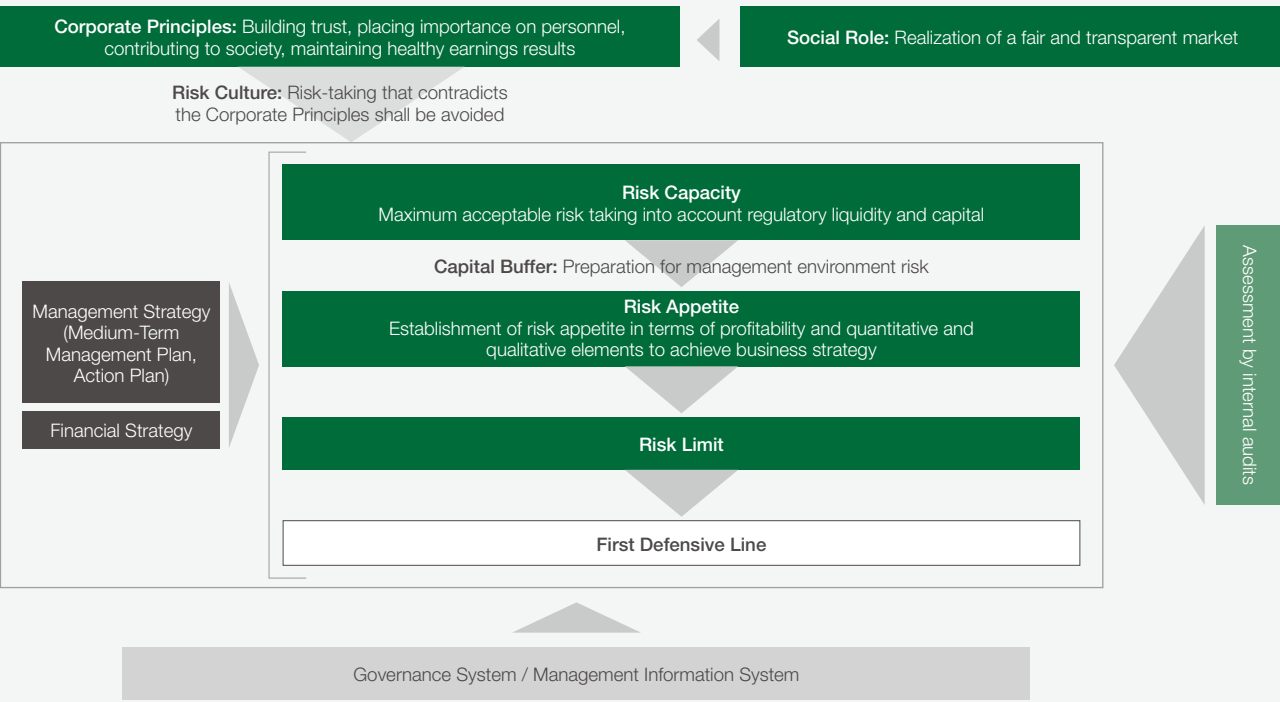 Corporate Principles: Building trust, placing importance on personnel,
contributing to society, maintaining healthy earnings results
Social Role: Realization of a fair and transparent market
Risk Culture: Risk-taking that contradicts
the Corporate Principles shall be avoided
Risk Capacity
Maximum acceptable risk taking into account regulatory liquidity and capital
Capital Buffer: Preparation for management environment risk
Management Strategy
(Medium-Term
Management Plan,
Action Plan)
Financial Strategy
Risk Appetite
Establishment of risk appetite in terms of profitability and quantitative and
qualitative elements to achieve business strategy
Risk Limit
First Defensive Line
Assessment by internal audits
Governance System / Management Information System